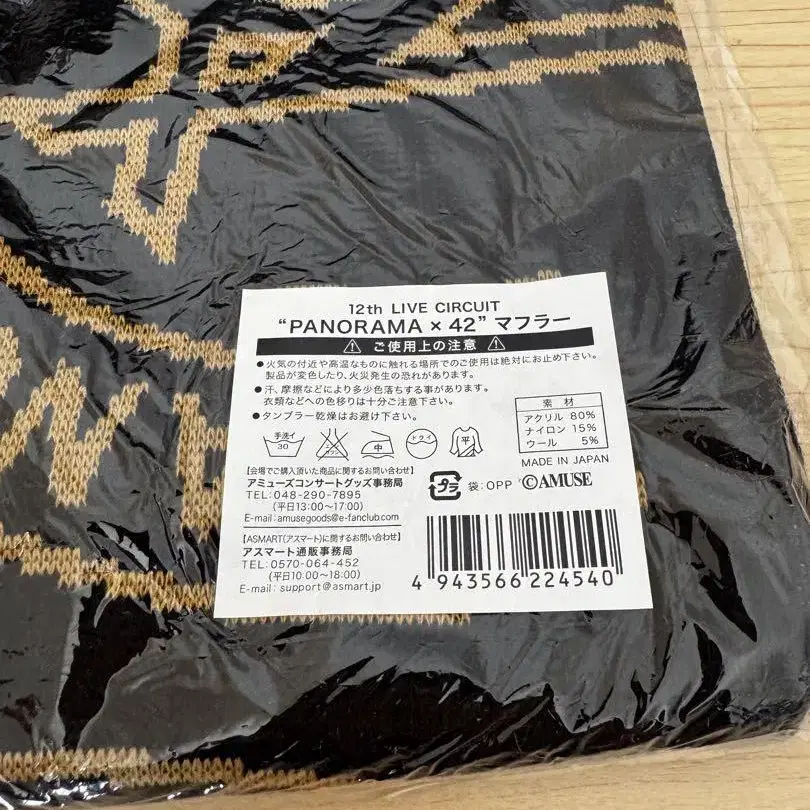 12th LIVE CIRCUIT
“PANORAMA × 42” マフラー
ご使用上の注意
●火気の付近や高温なものに触れる場所でのご使用は絶対にお止め下さい。
製品が変色したり、火災発生の恐れがあります。
●汗、摩擦などにより多少色落ちする事があります。
衣類などへの色移りは十分ご注意下さい。
●タンブラー乾燥はお避け下さい。
素材
アクリル 80%
ナイロン 15%
ウール 5%
手洗イ
30
エンソ
サラシ
中
ドライ
平
MADE IN JAPAN
【会場でご購入頂いた商品に関するお問い合わせ】
アミューズコンサートグッズ事務局
TEL:048-290-7895
(平日13:00〜17:00)
E-mail:amusegoods@e-fanclub.com
プラ 袋:OPP ©AMUSE
【ASMART(アスマート)に関するお問い合わせ】
アスマート通販事務局
TEL:0570-064-452
(平日10:00〜18:00)
E-mail:support@asmart.jp
4 943566 224540